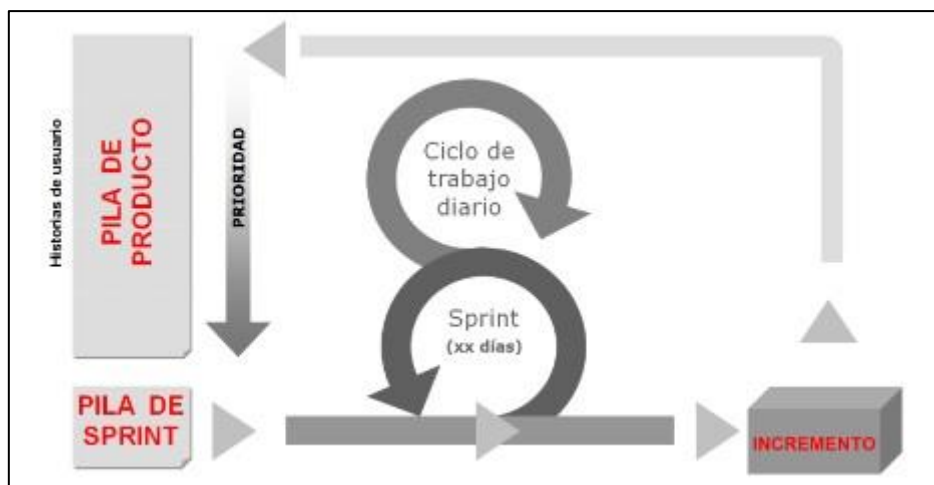 Historias de usuario
PILA DE
PRODUCTO
PRIORIDAD
Ciclo de
trabajo
diario
Sprint
(xx días)
PILA DE
SPRINT
INCREMENTO